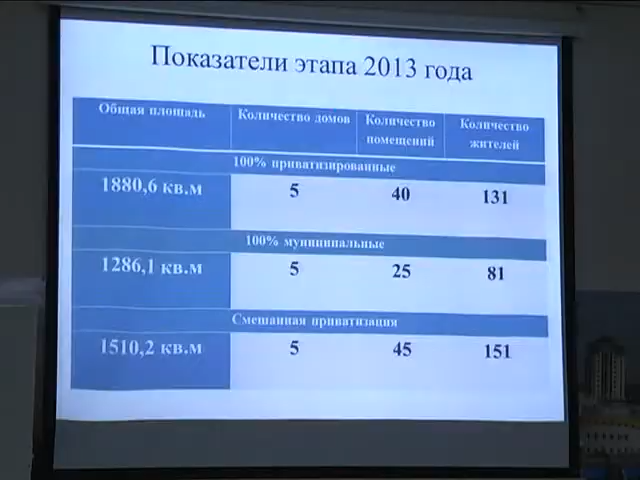 Показатели этапа 2013 года
Общая площадь Количество домов Количество помещений Количество жителей
100% приватизированные
1880,6 кв.м 5 40 131
100% муниципальные
1286,1 кв.м 5 25 81
Смешанная приватизация
1510,2 кв.м 5 45 151